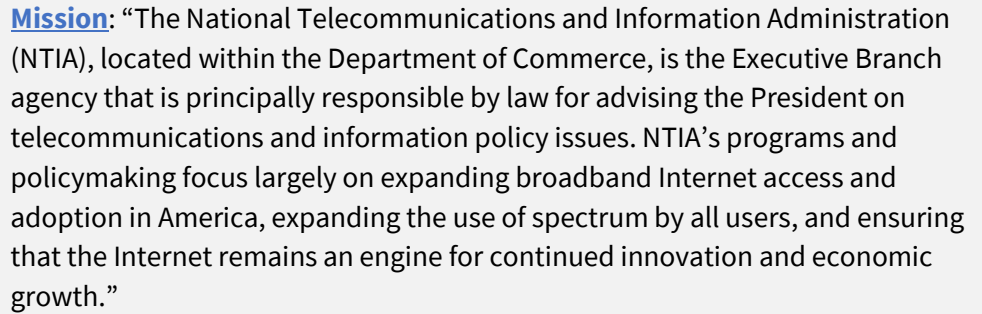 Mission: “The National Telecommunications and Information Administration
(NTIA), located within the Department of Commerce, is the Executive Branch
agency that is principally responsible by law for advising the President on
telecommunications and information policy issues. NTIA’s programs and
policymaking focus largely on expanding broadband Internet access and
adoption in America, expanding the use of spectrum by all users, and ensuring
that the Internet remains an engine for continued innovation and economic
growth.”